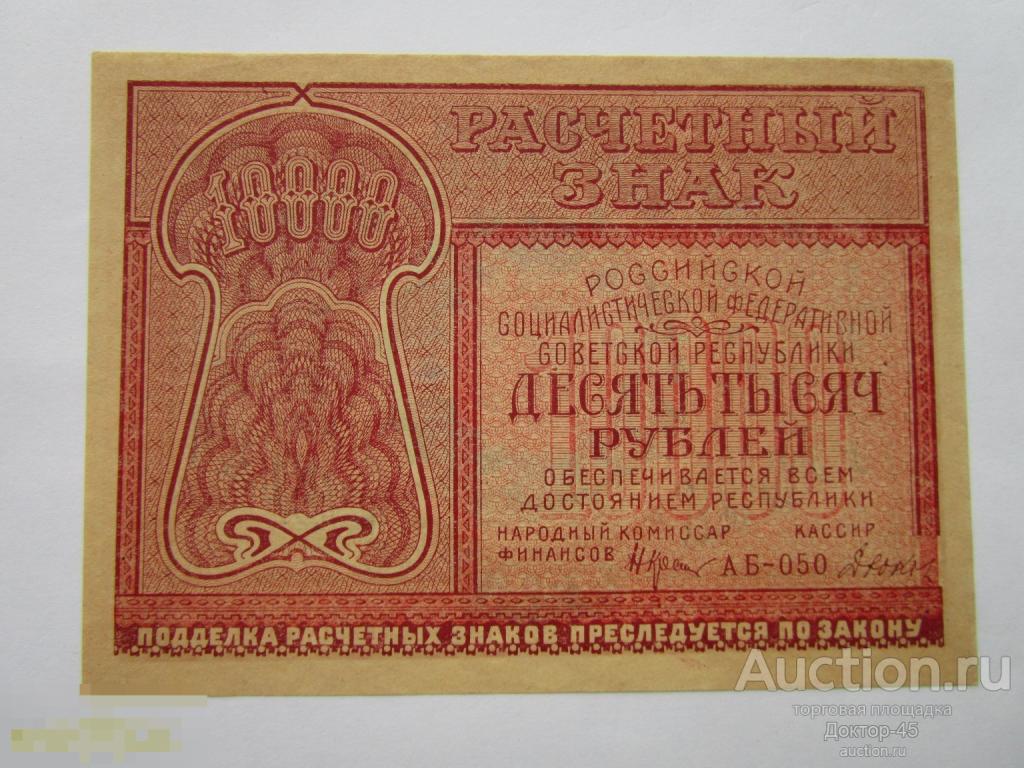 РАСЧЕТНЫЙ
ЗНАК
10000
РОССИЙСКОЙ
СОЦИАЛИСТИЧЕСКОЙ ФЕДЕРАТИВНОЙ
СОВЕТСКОЙ РЕСПУБЛИКИ
ДЕСЯТЬ ТЫСЯЧ
РУБЛЕЙ
ОБЕСПЕЧИВАЕТСЯ ВСЕМ
ДОСТОЯНИЕМ РЕСПУБЛИКИ
НАРОДНЫЙ КОМИССАР КАССИР
ФИНАНСОВ АБ-050
ПОДДЕЛКА РАСЧЕТНЫХ ЗНАКОВ ПРЕСЛЕДУЕТСЯ ПО ЗАКОНУ
Auction.ru
торговая площадка
Доктор-45
auction.ru